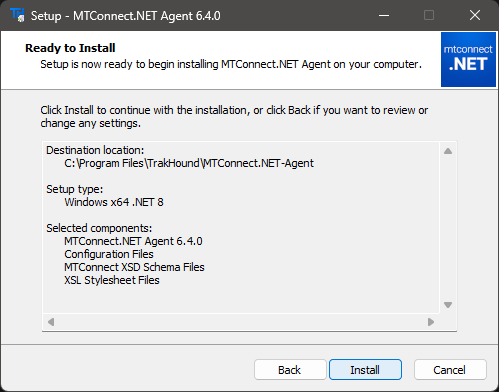 Setup - MTConnect.NET Agent 6.4.0
Ready to Install
Setup is now ready to begin installing MTConnect.NET Agent on your computer.
mtconnect
.NET
Click Install to continue with the installation, or click Back if you want to review or
change any settings.
Destination location:
C:\Program Files\TrakHound\MTConnect.NET-Agent
Setup type:
Windows x64 .NET 8
Selected components:
MTConnect.NET Agent 6.4.0
Configuration Files
MTConnect XSD Schema Files
XSL Stylesheet Files
Back
Install
Cancel